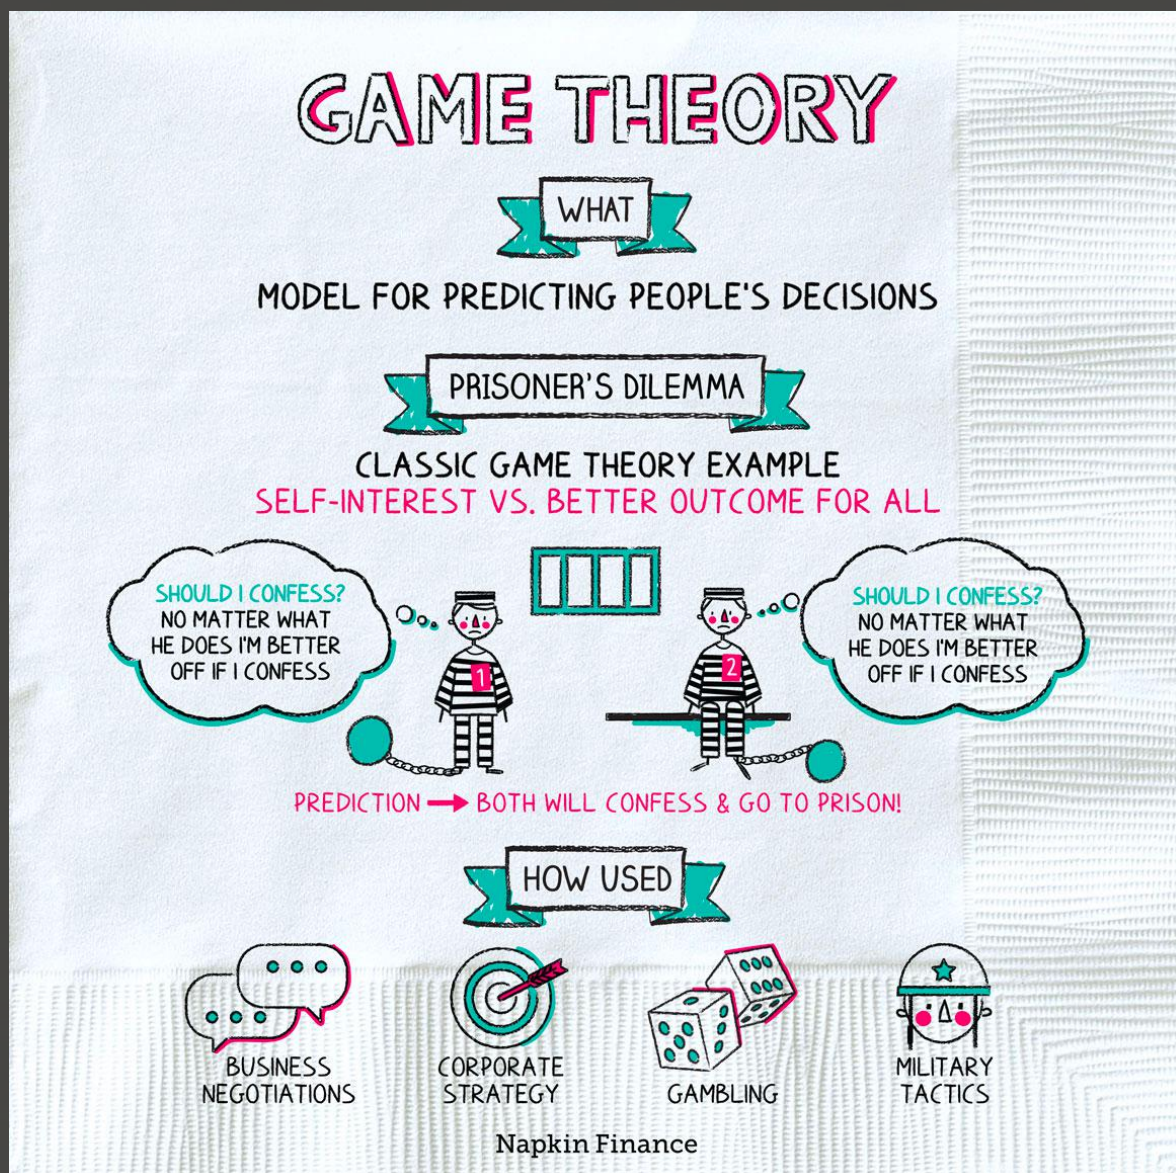 GAME THEORY
WHAT
MODEL FOR PREDICTING PEOPLE'S DECISIONS
PRISONER'S DILEMMA
CLASSIC GAME THEORY EXAMPLE
SELF-INTEREST VS. BETTER OUTCOME FOR ALL
SHOULD I CONFESS?
NO MATTER WHAT
HE DOES I'M BETTER
OFF IF I CONFESS
1
SHOULD I CONFESS?
NO MATTER WHAT
HE DOES I'M BETTER
OFF IF I CONFESS
2
PREDICTION → BOTH WILL CONFESS & GO TO PRISON!
HOW USED
BUSINESS
NEGOTIATIONS
CORPORATE
STRATEGY
GAMBLING
MILITARY
TACTICS
Napkin Finance